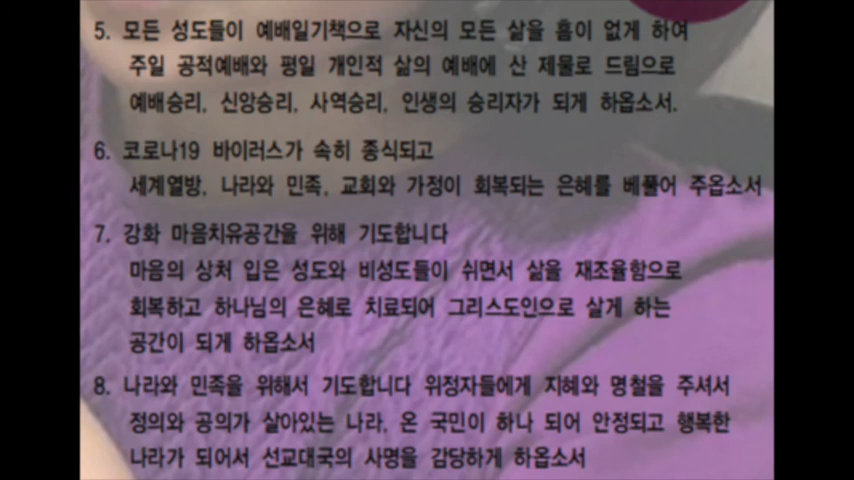 5. 모든 성도들이 예배일기책으로 자신의 모든 삶을 흠이 없게 하여
주일 공적예배와 평일 개인적 삶의 예배에 산 제물로 드림으로
예배승리, 신앙승리, 사역승리, 인생의 승리자가 되게 하옵소서.
6. 코로나19 바이러스가 속히 종식되고
세계열방, 나라와 민족, 교회와 가정이 회복되는 은혜를 베풀어 주옵소서
7. 강화 마음치유공간을 위해 기도합니다
마음의 상처 입은 성도와 비성도들이 쉬면서 삶을 재조율함으로
회복하고 하나님의 은혜로 치료되어 그리스도인으로 살게 하는
공간이 되게 하옵소서
8. 나라와 민족을 위해서 기도합니다 위정자들에게 지혜와 명철을 주셔서
정의와 공의가 살아있는 나라, 온 국민이 하나 되어 안정되고 행복한
나라가 되어서 선교대국의 사명을 감당하게 하옵소서